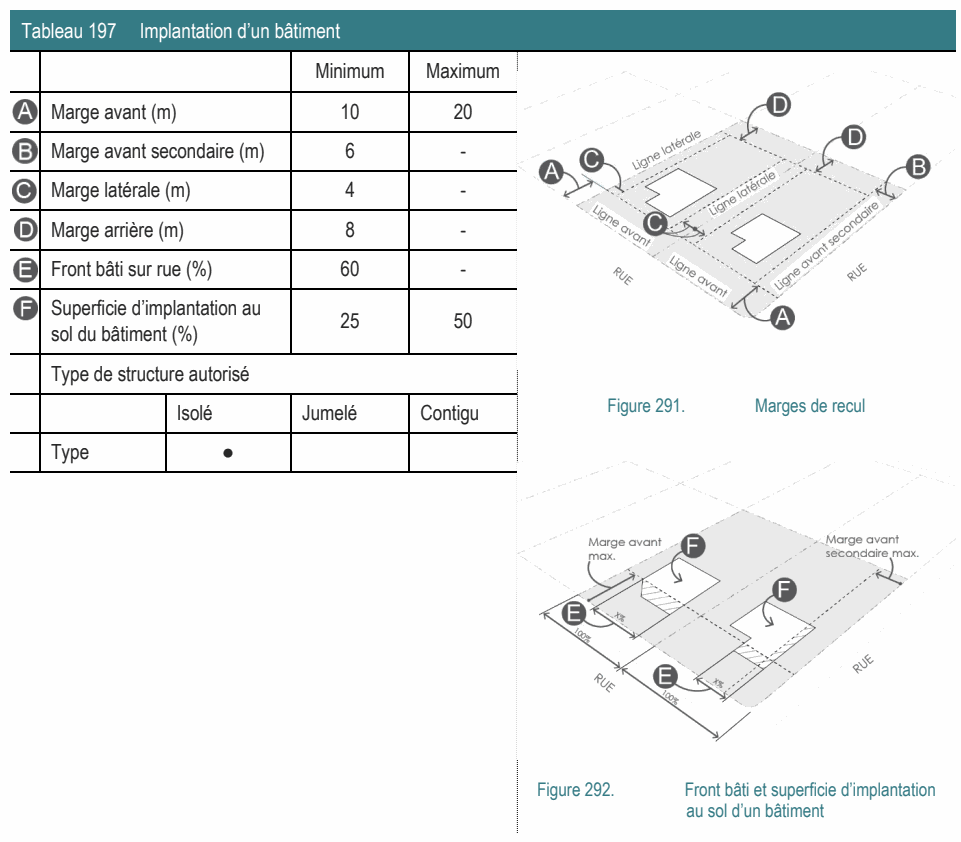 Tableau 197 Implantation d'un bâtiment
Minimum Maximum
A Marge avant (m) 10 20
B Marge avant secondaire (m) 6 -
C Marge latérale (m) 4 -
D Marge arrière (m) 8 -
E Front bâti sur rue (%) 60 -
F Superficie d'implantation au
sol du bâtiment (%) 25 50
Type de structure autorisé
Isolé Jumelé Contigu
Type ●
D
D
Ligne latérale
C
A
B
Ligne latérale
Ligne avant
C
Ligne avant secondaire
Ligne avant
RUE
RUE
A
Figure 291. Marges de recul
Marge avant
max.
F
Marge avant
secondaire max.
F
E
X%
100%
E
X%
100%
RUE
RUE
Figure 292. Front bâti et superficie d'implantation
au sol d'un bâtiment